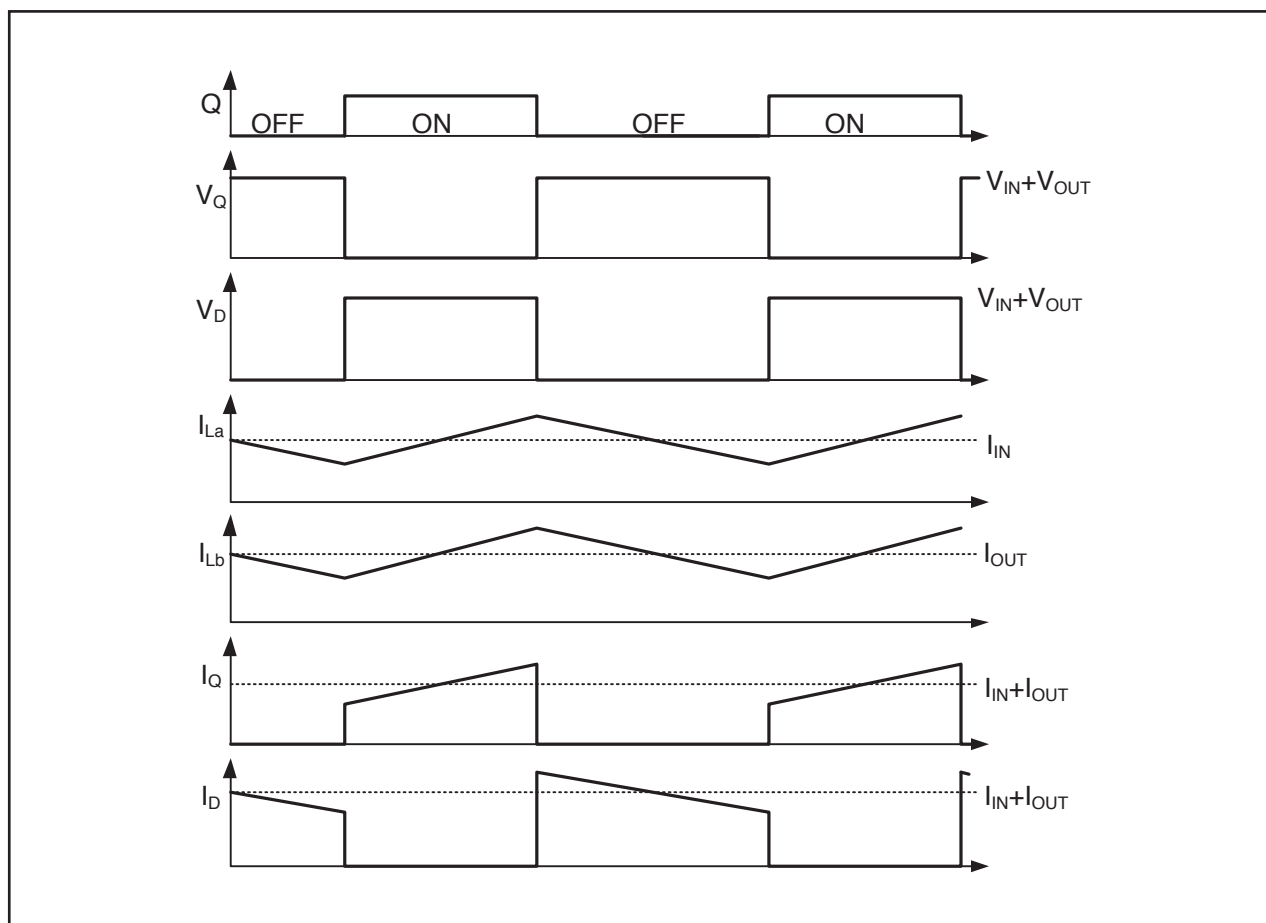 Q
OFF ON OFF ON
VQ VIN+VOUT
VD VIN+VOUT
ILa IIN
ILb IOUT
IQ IIN+IOUT
ID IIN+IOUT